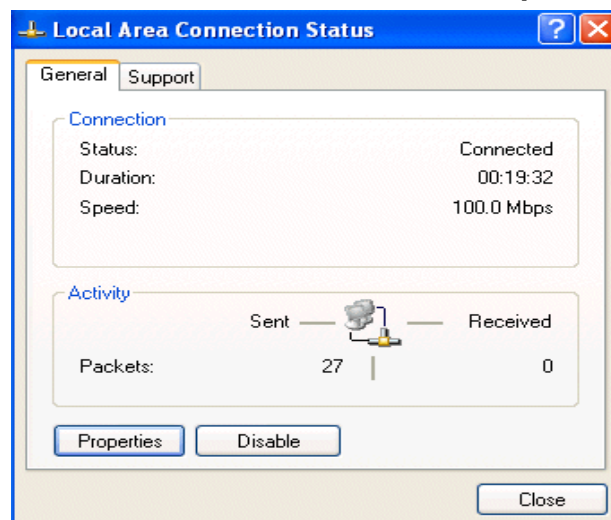 Local Area Connection Status
General Support
Connection
Status: Connected
Duration: 00:19:32
Speed: 100.0 Mbps
Activity
Sent Received
Packets: 27 0
Properties Disable
Close